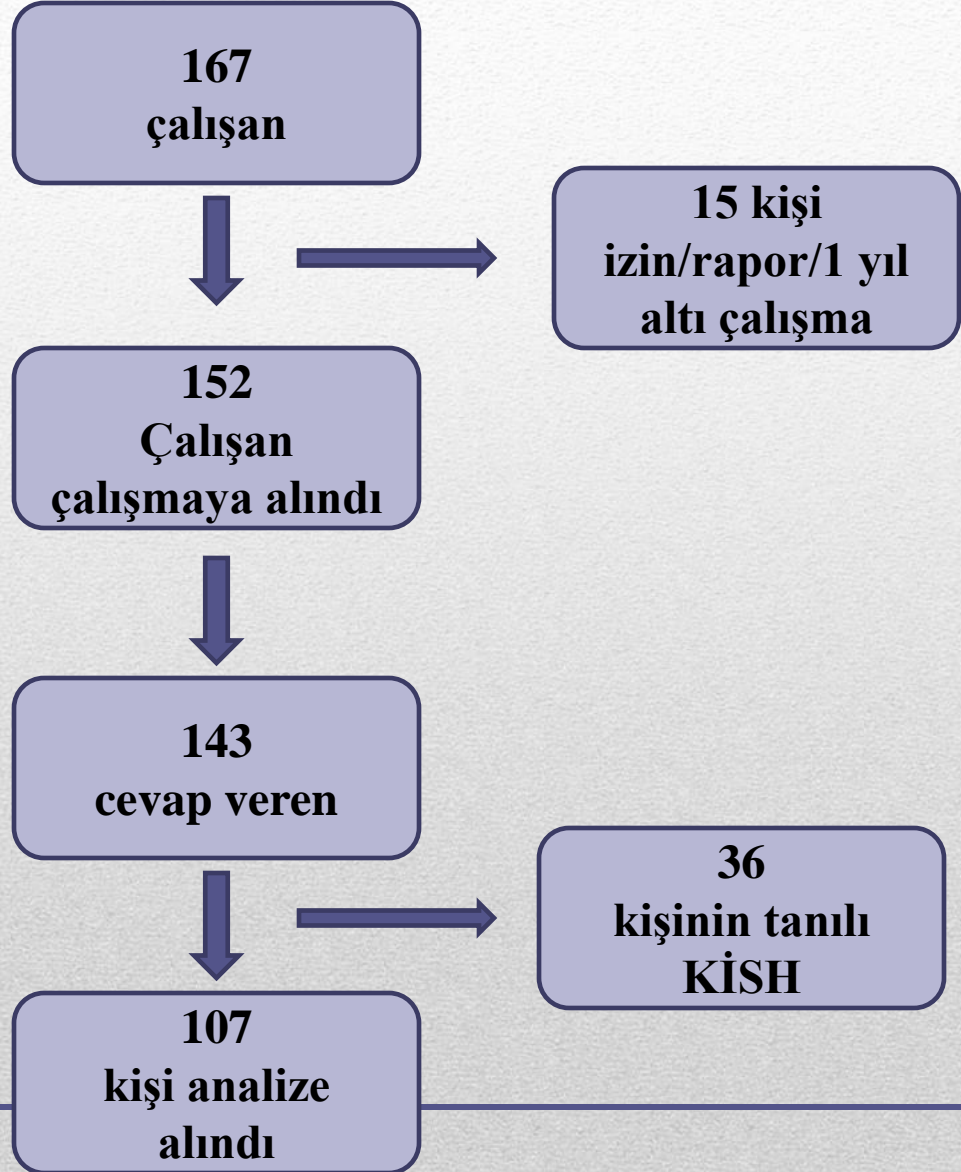 167
çalışan
15 kişi
izin/rapor/1 yıl
altı çalışma
152
Çalışan
çalışmaya alındı
143
cevap veren
36
kişinin tanılı
KİSH
107
kişi analize
alındı